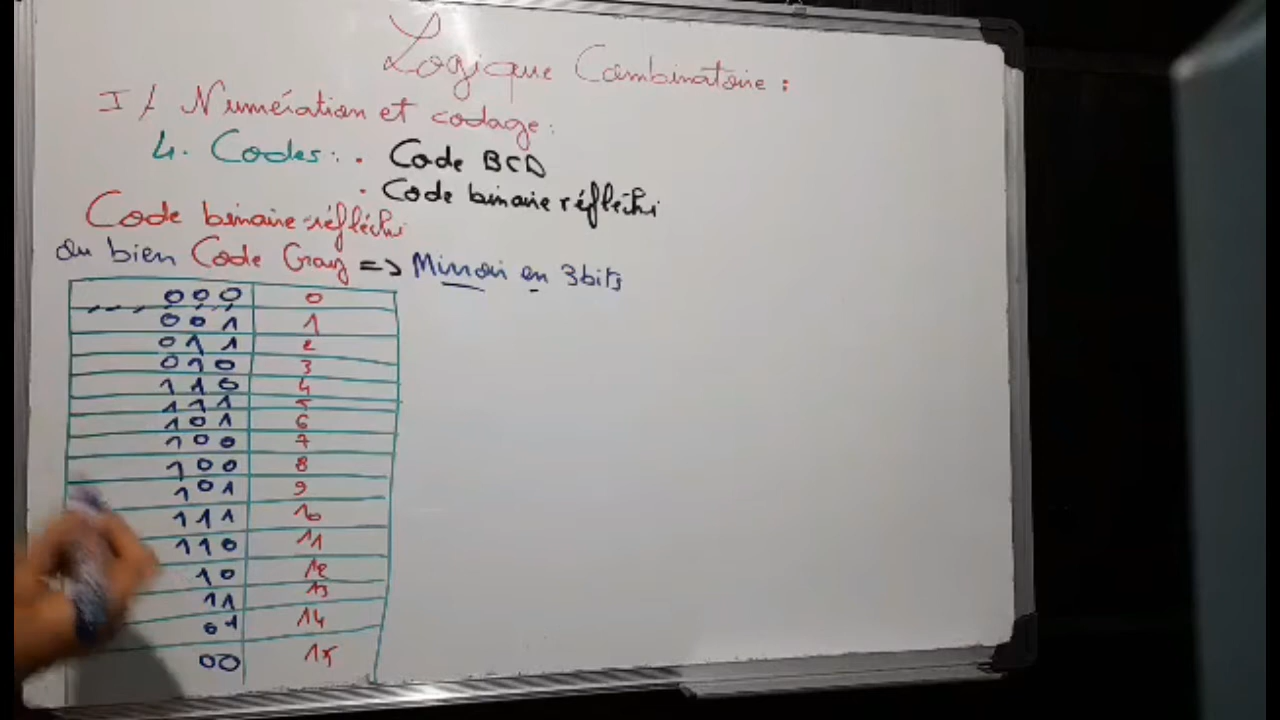 Logique Combinatoire :
I / Numération et codage :
4. Codes : . Code BCD
. Code binaire réfléchi
Code binaire réfléchi
ou bien Code Gray => Miroir en 3bits
000 0
001 1
011 2
010 3
110 4
111 5
101 6
100 7
100 8
101 9
111 10
110 11
10 12
11 13
01 14
00 15